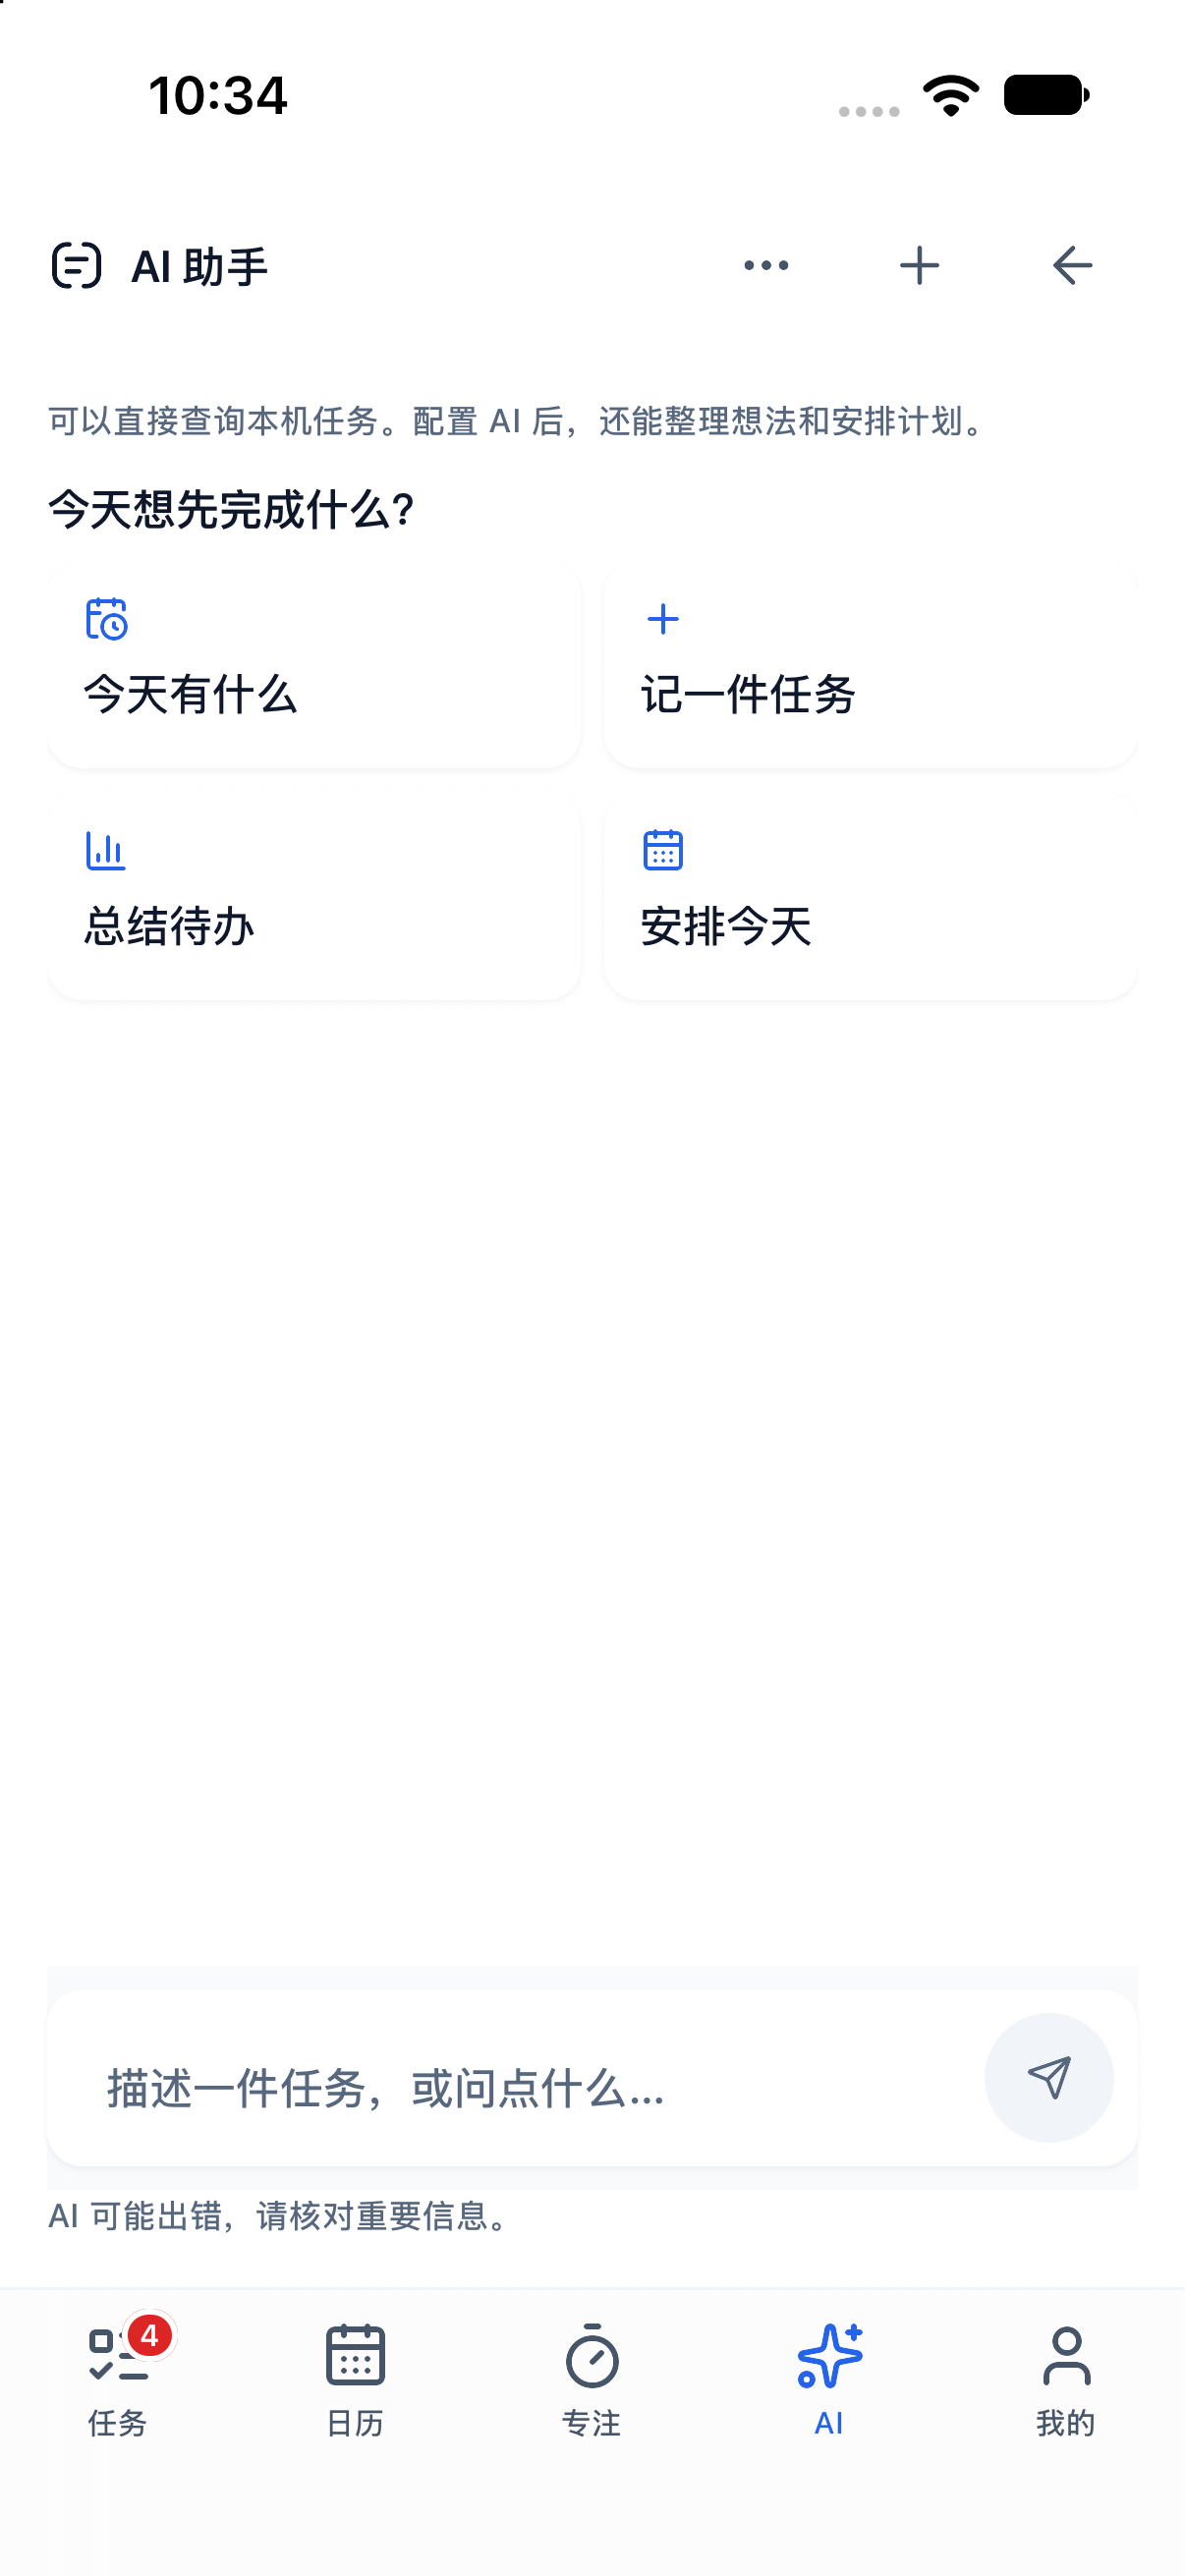 10:34
AI 助手
可以直接查询本机任务。配置 AI 后，还能整理想法和安排计划。
今天想先完成什么?
今天有什么
记一件任务
总结待办
安排今天
描述一件任务，或问点什么...
AI 可能出错，请核对重要信息。
4
任务
日历
专注
AI
我的